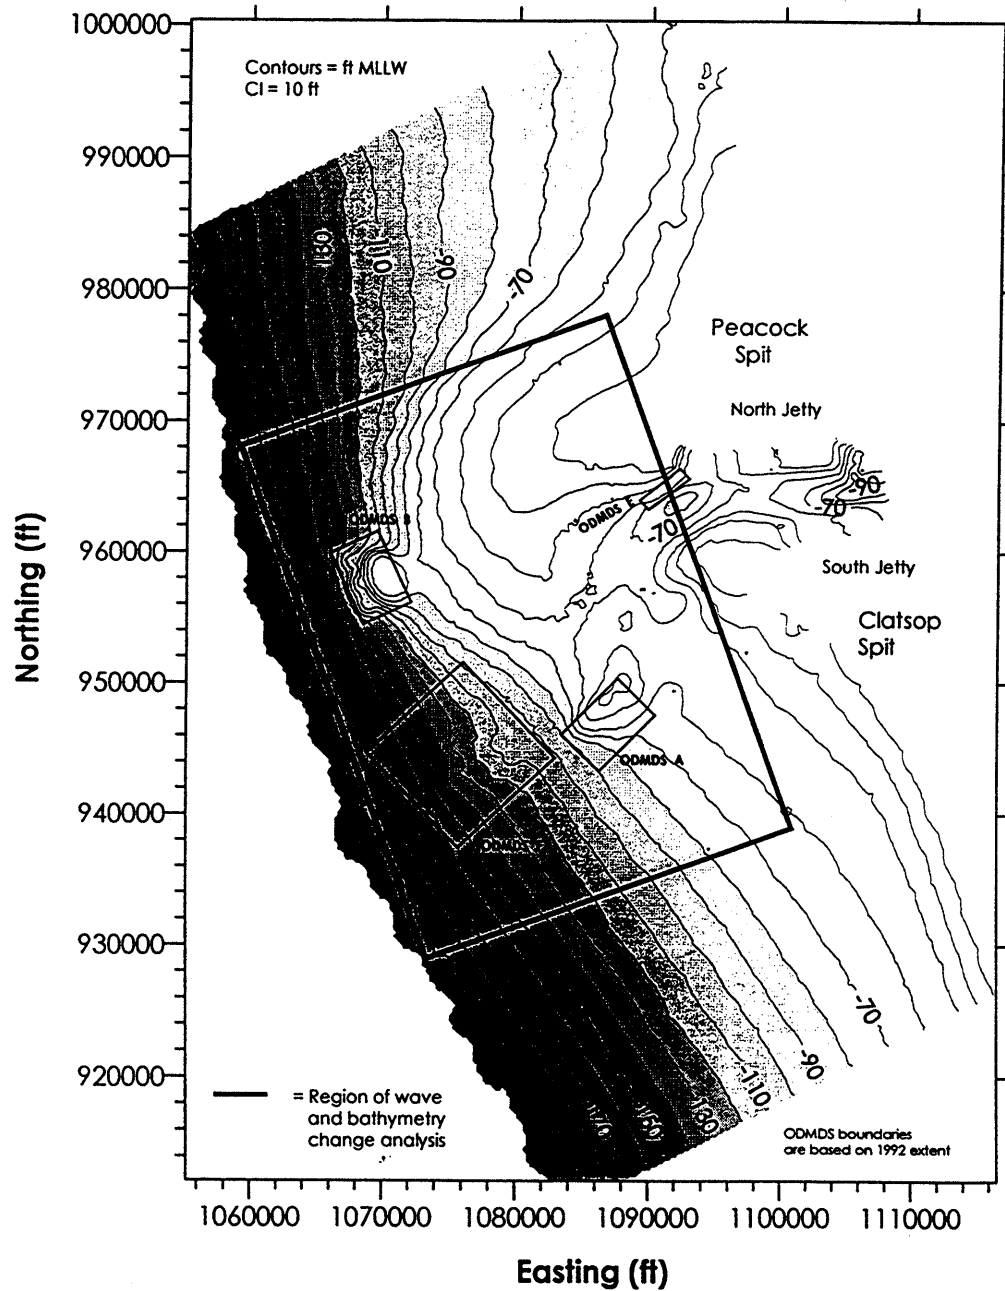 1000000
990000
980000
970000
960000
950000
940000
930000
920000
Northing (ft)
Contours = ft MLLW
CI = 10 ft
130
-110
-90
-70
Peacock
Spit
North Jetty
-90
-70
ODMDS E
-70
ODMDS B
South Jetty
Clatsop
Spit
ODMDS A
ODMDS
-70
-90
-110
130
= Region of wave
and bathymetry
change analysis
ODMDS boundaries
are based on 1992 extent
1060000 1070000 1080000 1090000 1100000 1110000
Easting (ft)